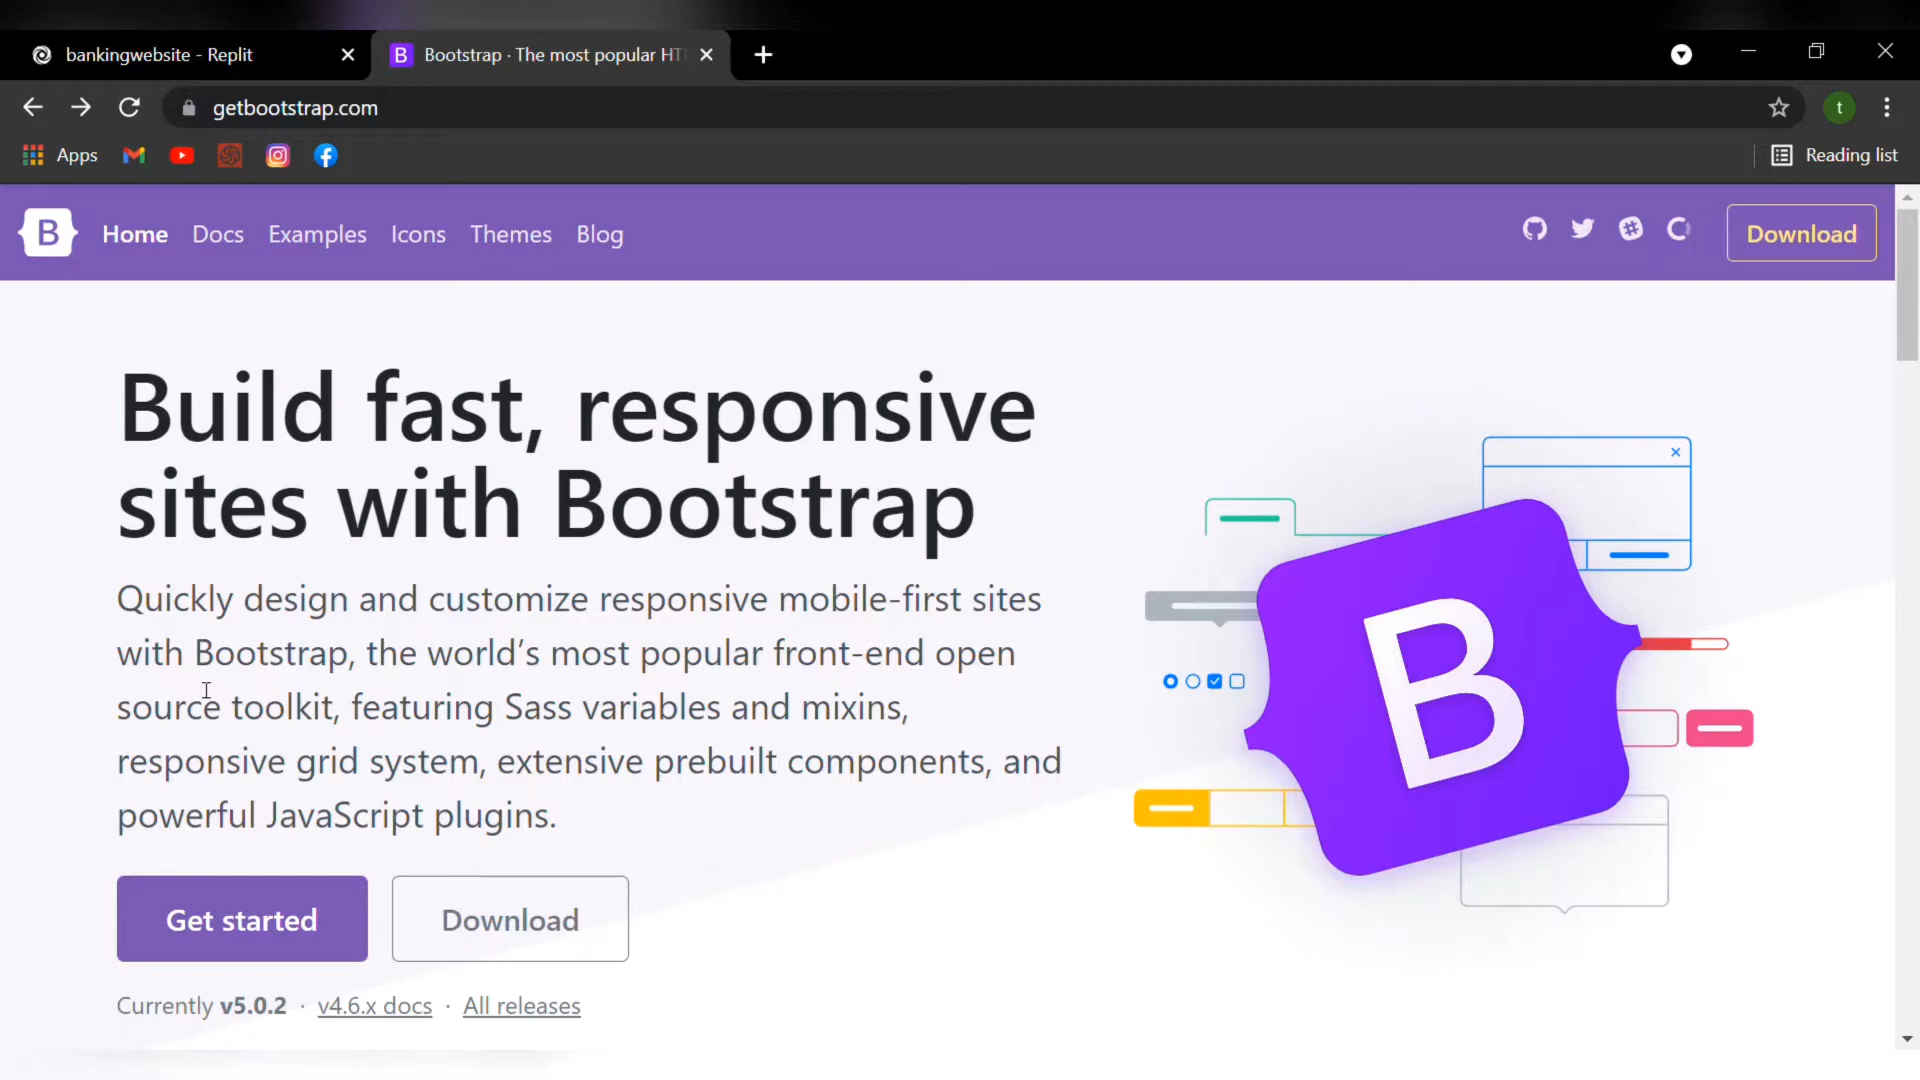 bankingwebsite - Replit
B
Bootstrap · The most popular HT
getbootstrap.com
t
Apps
Reading list
B
Home
Docs
Examples
Icons
Themes
Blog
Download
Build fast, responsive
sites with Bootstrap
Quickly design and customize responsive mobile-first sites
with Bootstrap, the world’s most popular front-end open
source toolkit, featuring Sass variables and mixins,
responsive grid system, extensive prebuilt components, and
powerful JavaScript plugins.
B
Get started
Download
Currently v5.0.2 · v4.6.x docs · All releases